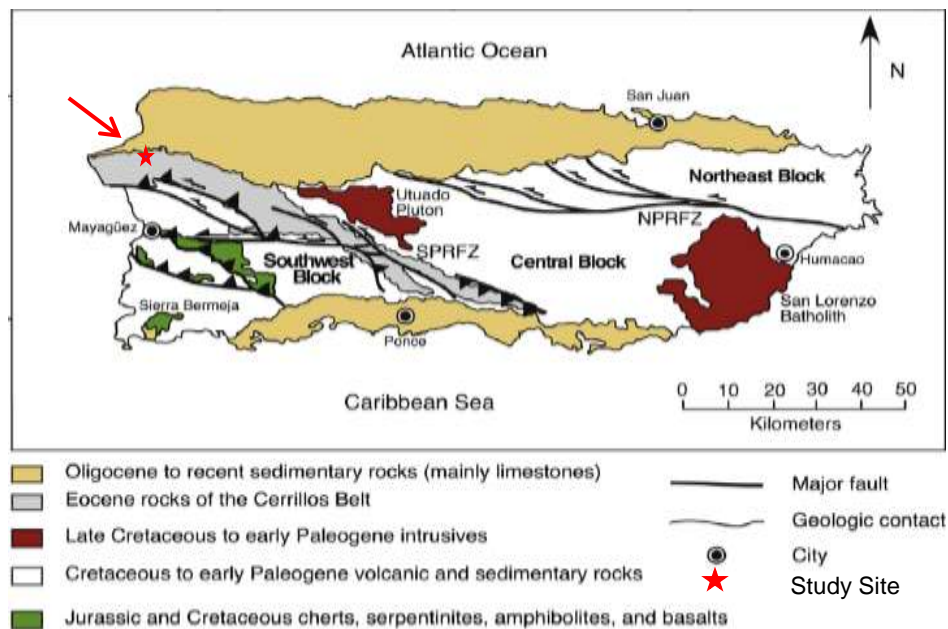 Atlantic Ocean
N
San Juan
Northeast Block
Utuado
Pluton
NPRFZ
Mayagüez
SPRFZ
Southwest
Block
Central Block
Humacao
San Lorenzo
Batholith
Sierra Bermeja
Ponce
Caribbean Sea
0 10 20 30 40 50
Kilometers
Oligocene to recent sedimentary rocks (mainly limestones)
Eocene rocks of the Cerrillos Belt
Late Cretaceous to early Paleogene intrusives
Cretaceous to early Paleogene volcanic and sedimentary rocks
Jurassic and Cretaceous cherts, serpentinites, amphibolites, and basalts
Major fault
Geologic contact
City
Study Site